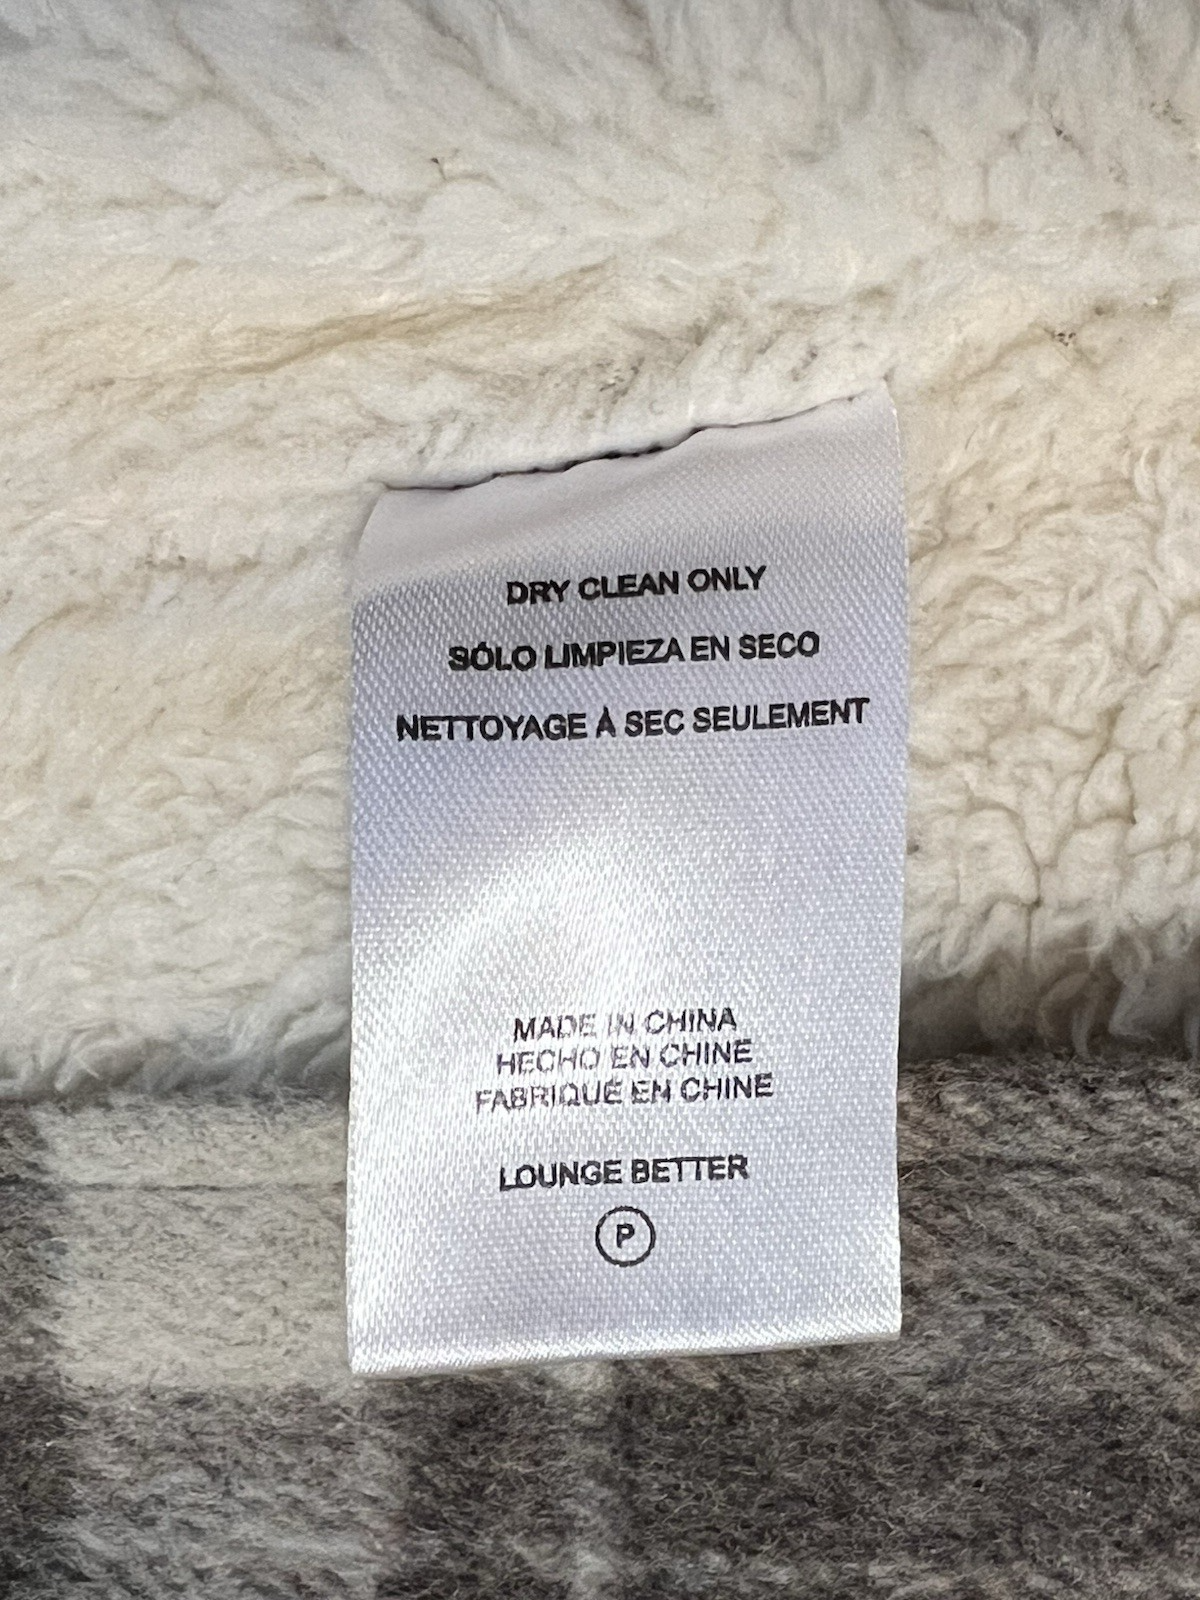 DRY CLEAN ONLY
SÓLO LIMPIEZA EN SECO
NETTOYAGE À SEC SEULEMENT
MADE IN CHINA
HECHO EN CHINE
FABRIQUÉ EN CHINE
LOUNGE BETTER
P